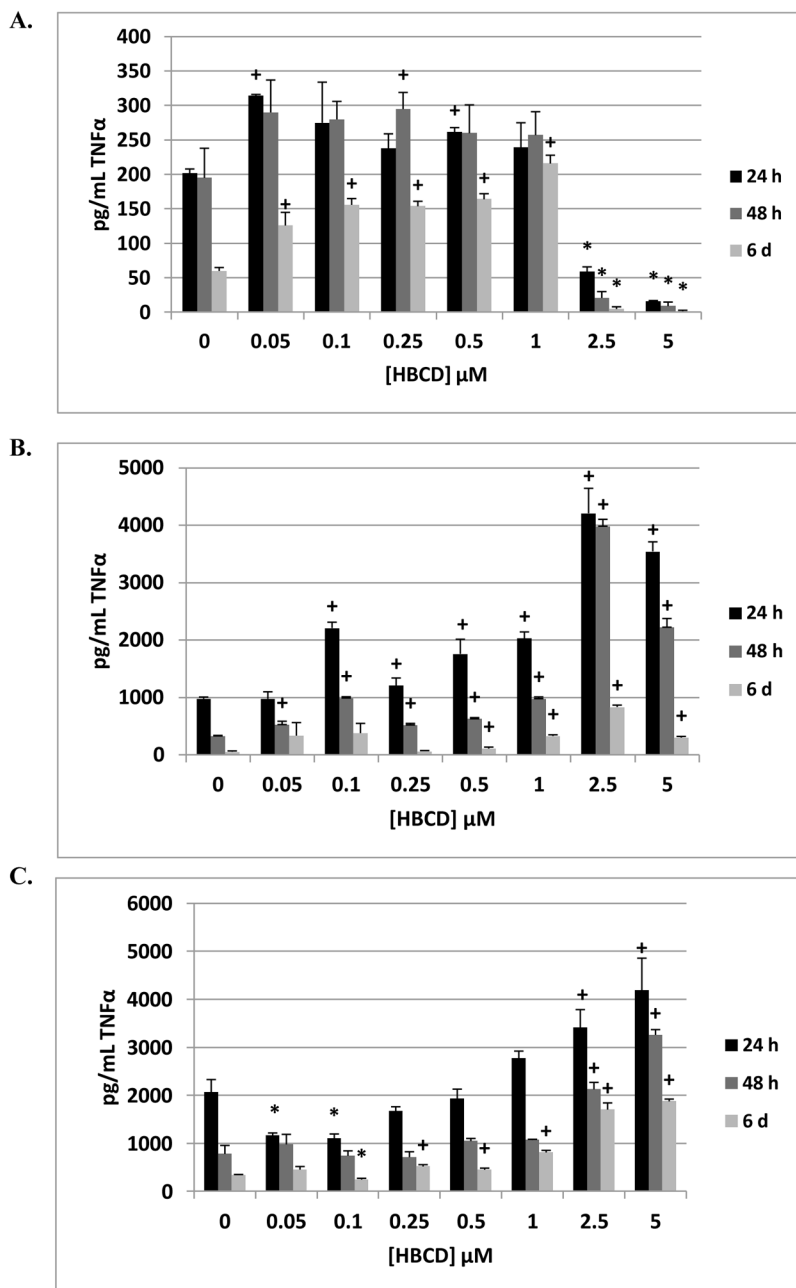 A.
400
350
300
250
200
150
100
50
0
pg/mL TNFα
+ +
+ + + + + +
* * *
* * *
24 h
48 h
6 d
0 0.05 0.1 0.25 0.5 1 2.5 5
[HBCD] µM
B.
5000
4000
3000
2000
1000
0
pg/mL TNFα
+ + +
+ + + + +
+ + + + + +
+ + + +
24 h
48 h
6 d
0 0.05 0.1 0.25 0.5 1 2.5 5
[HBCD] µM
C.
6000
5000
4000
3000
2000
1000
0
pg/mL TNFα
+
+ +
+ + +
* *
* + + +
24 h
48 h
6 d
0 0.05 0.1 0.25 0.5 1 2.5 5
[HBCD] µM